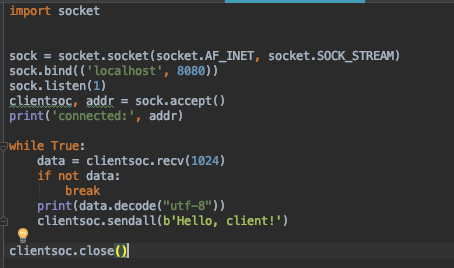 import socket
sock = socket.socket(socket.AF_INET, socket.SOCK_STREAM)
sock.bind(('localhost', 8080))
sock.listen(1)
clientsoc, addr = sock.accept()
print('connected:', addr)
while True:
    data = clientsoc.recv(1024)
    if not data:
        break
    print(data.decode("utf-8"))
    clientsoc.sendall(b'Hello, client!')
clientsoc.close()